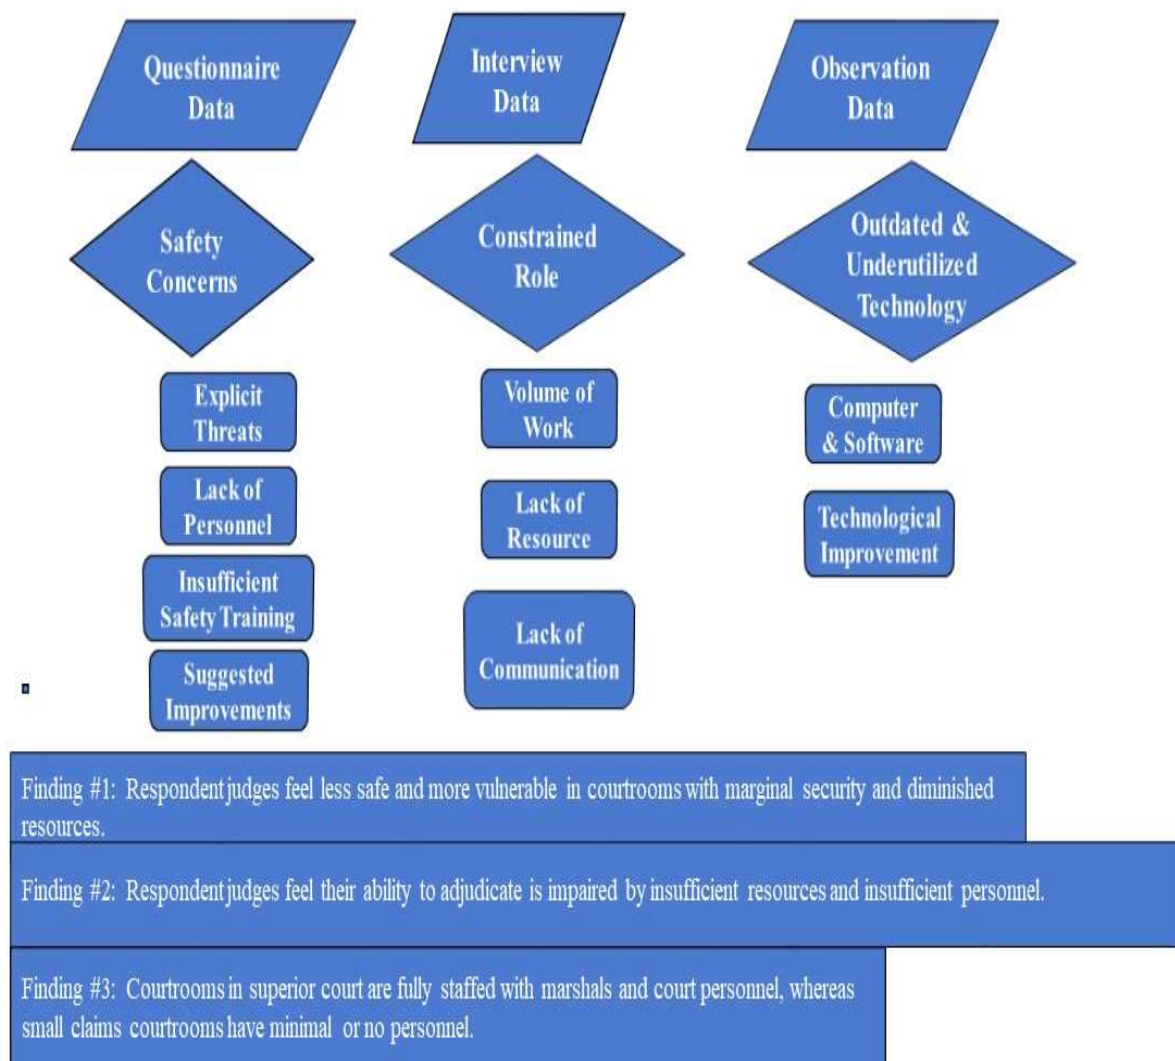 Questionnaire
Data
Interview
Data
Observation
Data
Safety
Concerns
Constrained
Role
Outdated &
Underutilized
Technology
Explicit
Threats
Lack of
Personnel
Insufficient
Safety Training
Suggested
Improvements
Volume of
Work
Lack of
Resource
Lack of
Communication
Computer
& Software
Technological
Improvement
Finding #1: Respondent judges feel less safe and more vulnerable in courtrooms with marginal security and diminished
resources.
Finding #2: Respondent judges feel their ability to adjudicate is impaired by insufficient resources and insufficient personnel.
Finding #3: Courtrooms in superior court are fully staffed with marshals and court personnel, whereas
small claims courtrooms have minimal or no personnel.